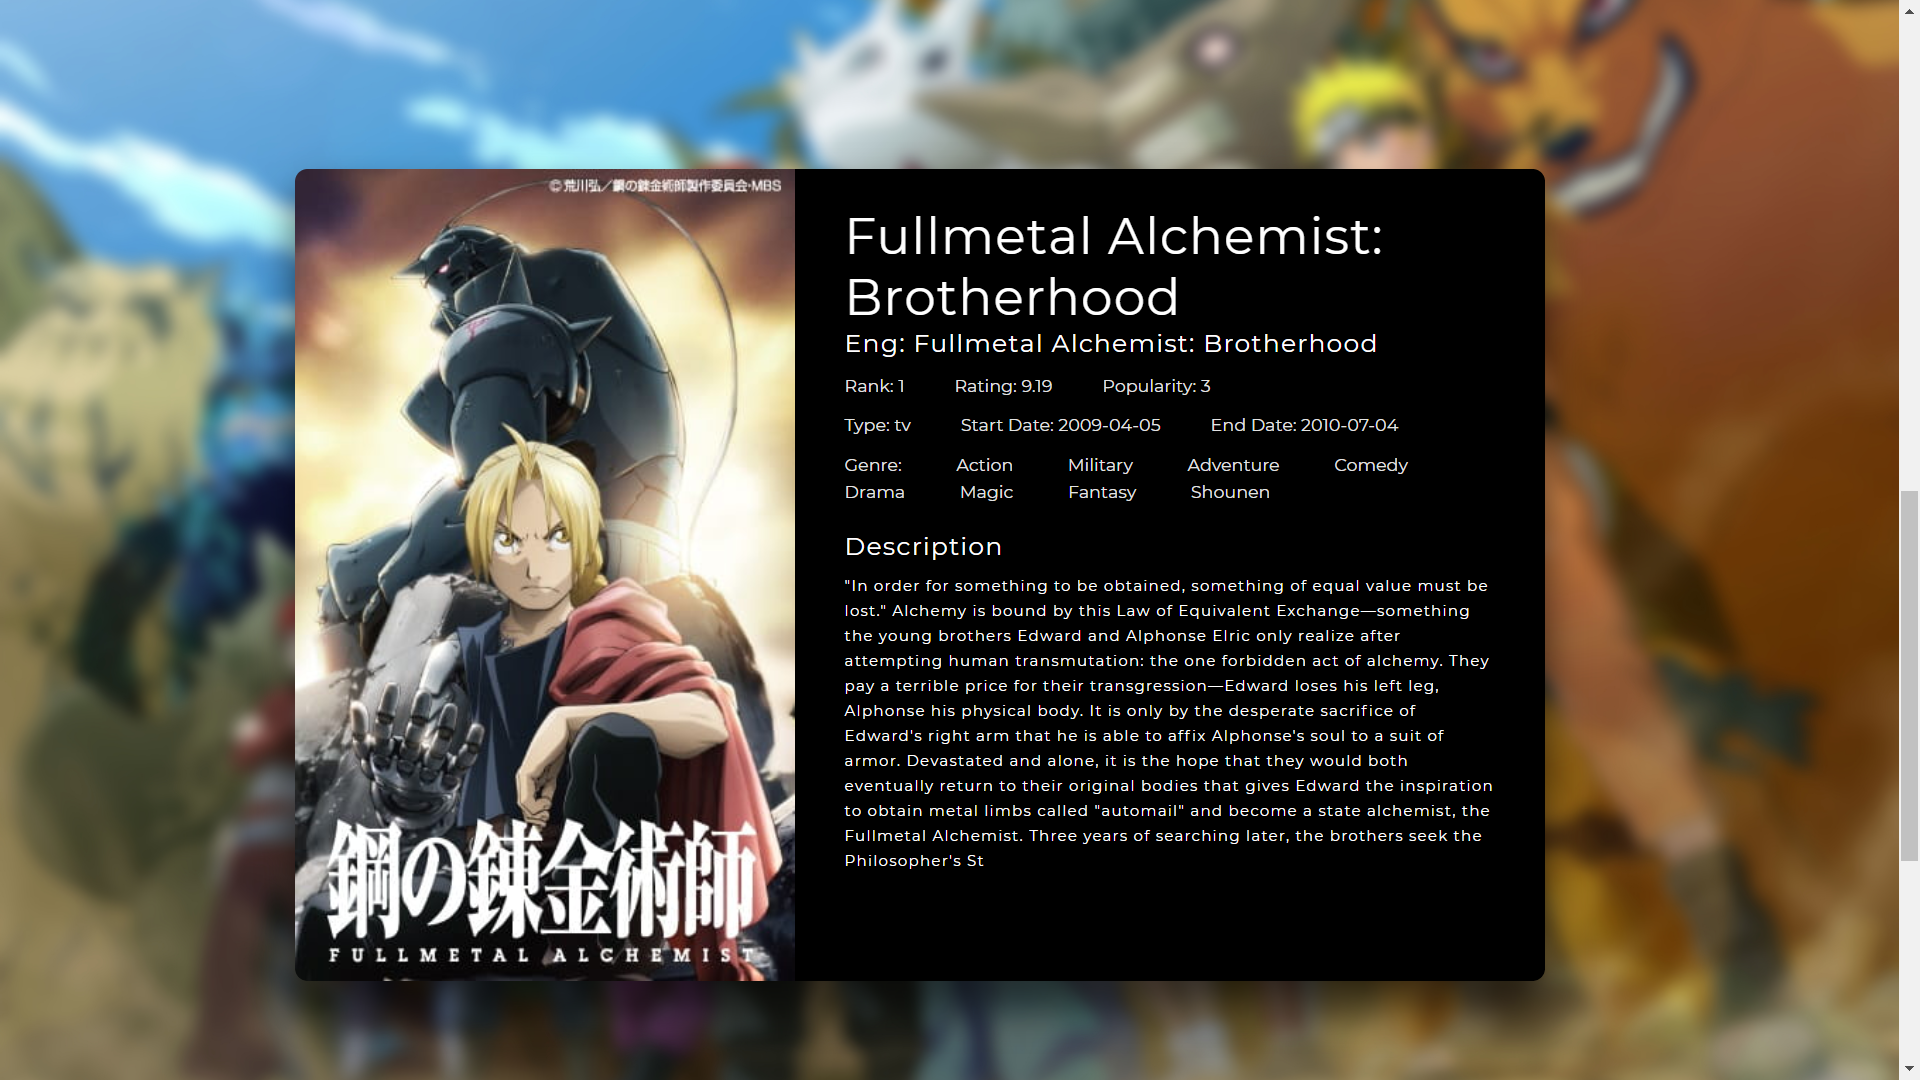 ©荒川弘／鋼の錬金術師製作委員会・MBS
鋼の錬金術師
FULLMETAL ALCHEMIST
Fullmetal Alchemist:
Brotherhood
Eng: Fullmetal Alchemist: Brotherhood
Rank: 1 Rating: 9.19 Popularity: 3
Type: tv Start Date: 2009-04-05 End Date: 2010-07-04
Genre: Action Military Adventure Comedy
Drama Magic Fantasy Shounen
Description
"In order for something to be obtained, something of equal value must be
lost." Alchemy is bound by this Law of Equivalent Exchange—something
the young brothers Edward and Alphonse Elric only realize after
attempting human transmutation: the one forbidden act of alchemy. They
pay a terrible price for their transgression—Edward loses his left leg,
Alphonse his physical body. It is only by the desperate sacrifice of
Edward's right arm that he is able to affix Alphonse's soul to a suit of
armor. Devastated and alone, it is the hope that they would both
eventually return to their original bodies that gives Edward the inspiration
to obtain metal limbs called "automail" and become a state alchemist, the
Fullmetal Alchemist. Three years of searching later, the brothers seek the
Philosopher's St